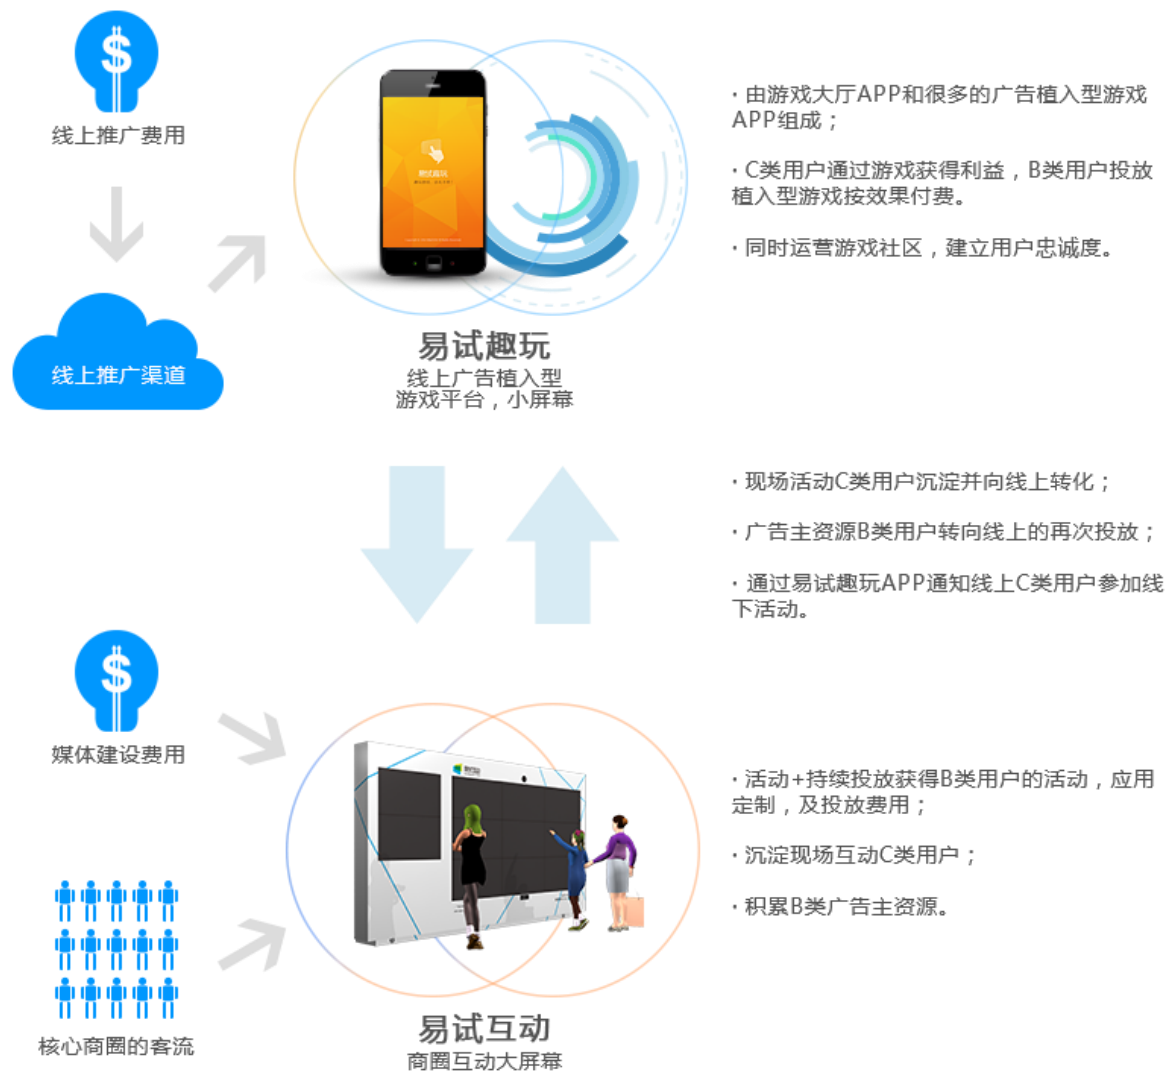 线上推广费用
线上推广渠道
易试趣玩
易试趣玩
线上广告植入型
游戏平台，小屏幕
· 由游戏大厅APP和很多的广告植入型游戏
APP组成；
· C类用户通过游戏获得利益，B类用户投放
植入型游戏按效果付费。
· 同时运营游戏社区，建立用户忠诚度。
· 现场活动C类用户沉淀并向线上转化；
· 广告主资源B类用户转向线上的再次投放；
· 通过易试趣玩APP通知线上C类用户参加线
下活动。
媒体建设费用
核心商圈的客流
易试互动
商圈互动大屏幕
· 活动+持续投放获得B类用户的活动，应用
定制，及投放费用；
· 沉淀现场互动C类用户；
· 积累B类广告主资源。